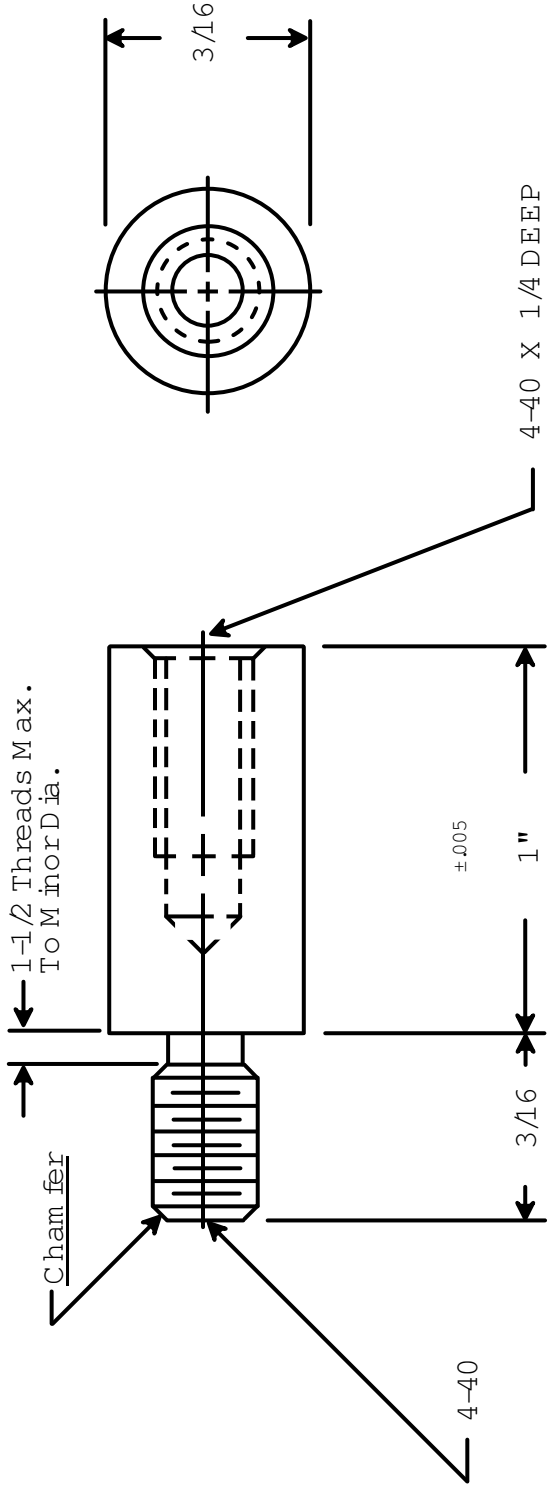 1-1/2 Threads Max.
To Minor Dia.
Chamfer
4-40
3/16
±.005
1"
4-40 X 1/4 DEEP
3/16